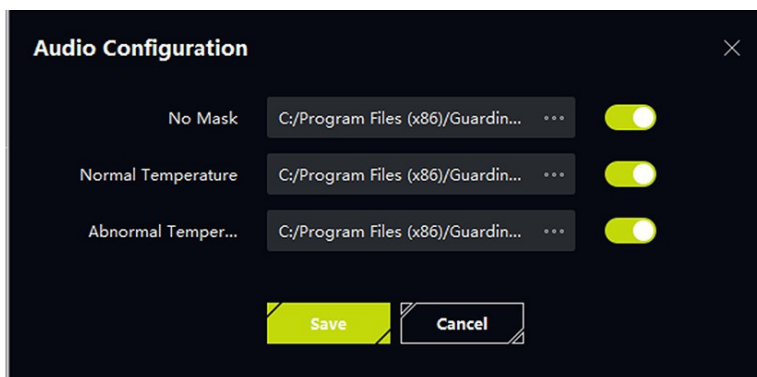 Audio Configuration
No Mask C:/Program Files (x86)/Guardin...
Normal Temperature C:/Program Files (x86)/Guardin...
Abnormal Temper... C:/Program Files (x86)/Guardin...
Save Cancel